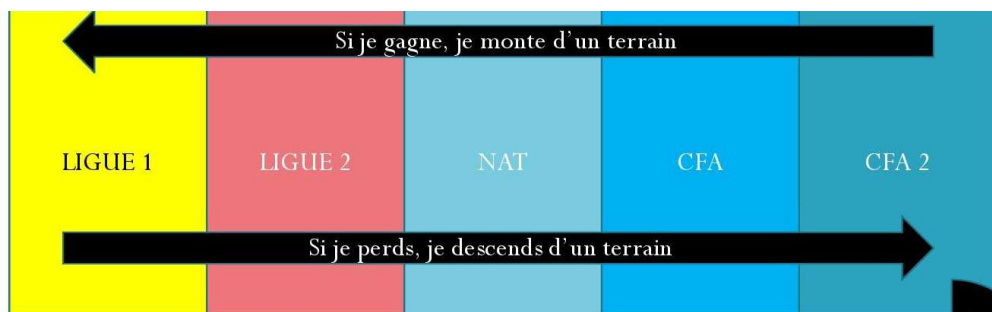 Si je gagne, je monte d'un terrain
LIGUE 1
LIGUE 2
NAT
CFA
CFA 2
Si je perds, je descends d'un terrain